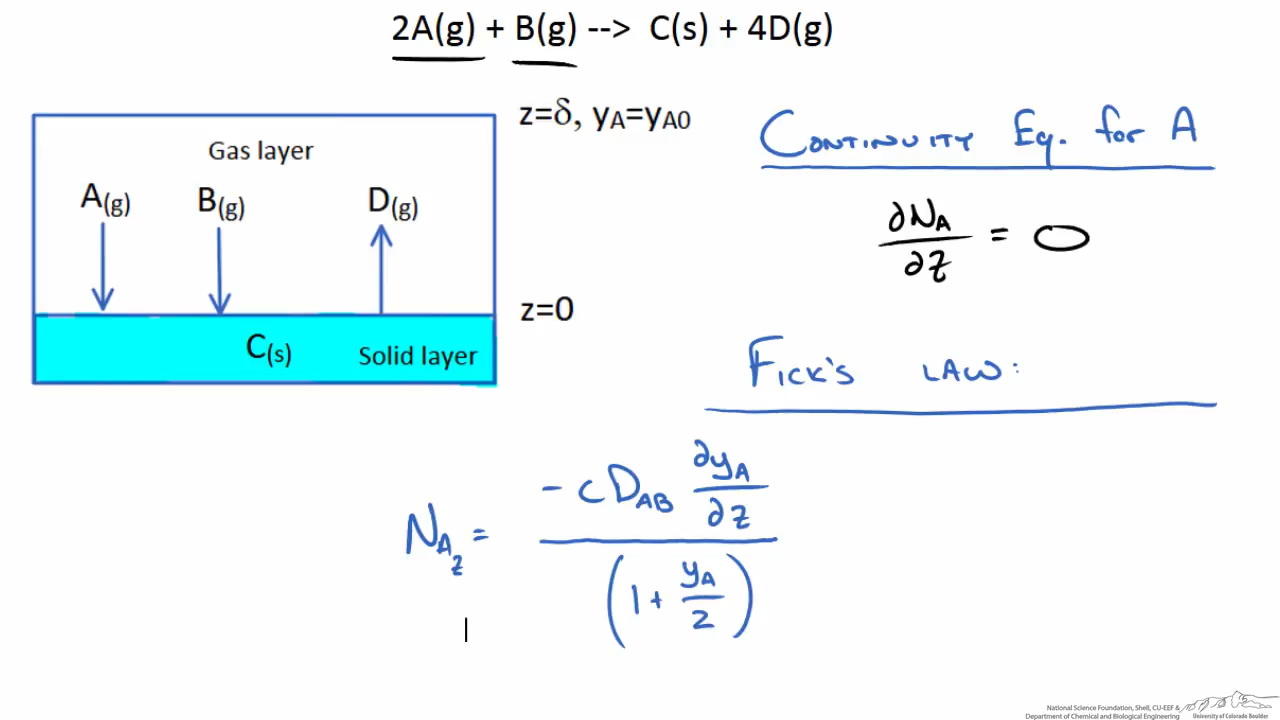 2A(g) + B(g) --> C(s) + 4D(g)
z=δ, yA=yA0
Gas layer
A(g)
B(g)
D(g)
z=0
C(s)
Solid layer
CONTINUITY Eq. for A
∂NA/∂z = 0
FICK'S LAW:
NAz = -cDAB ∂yA/∂z / (1 + yA/2)
National Science Foundation, Shell, CU-EEF &
Department of Chemical and Biological Engineering
University of Colorado Boulder